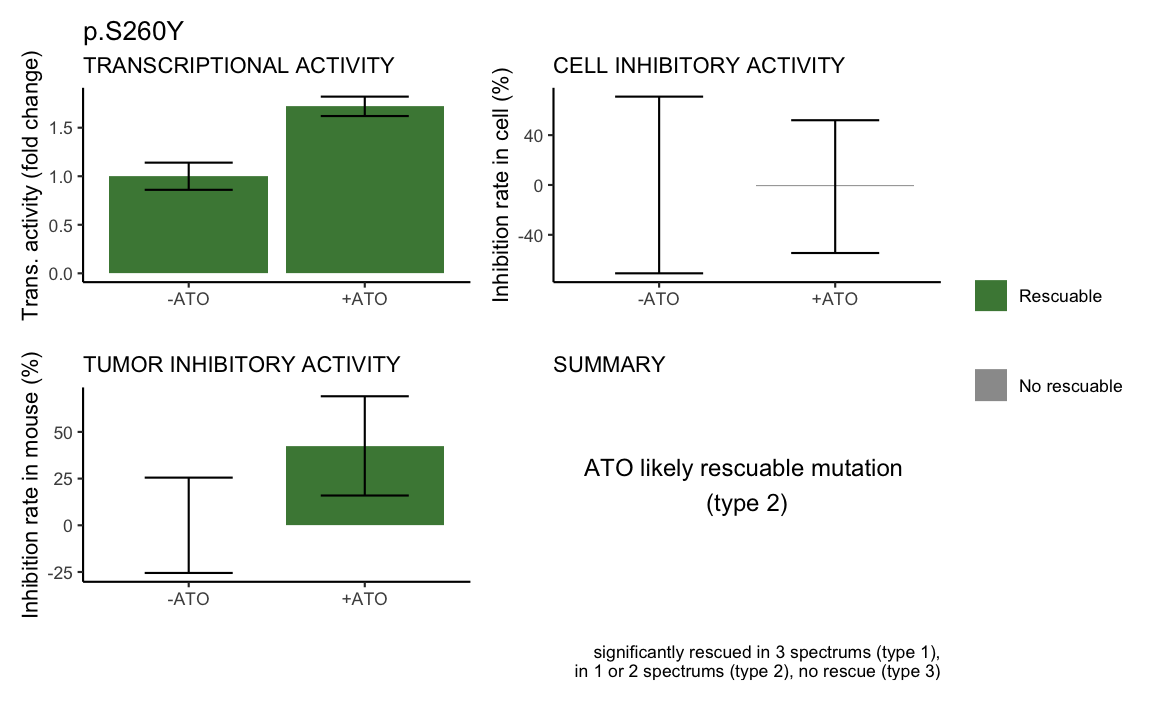 p.S260Y
TRANSCRIPTIONAL ACTIVITY
Trans. activity (fold change)
1.5
1.0
0.5
0.0
-ATO
+ATO
CELL INHIBITORY ACTIVITY
Inhibition rate in cell (%)
40
0
-40
-ATO
+ATO
Rescuable
No rescuable
TUMOR INHIBITORY ACTIVITY
Inhibition rate in mouse (%)
50
25
0
-25
-ATO
+ATO
SUMMARY
ATO likely rescuable mutation
(type 2)
significantly rescued in 3 spectrums (type 1),
in 1 or 2 spectrums (type 2), no rescue (type 3)